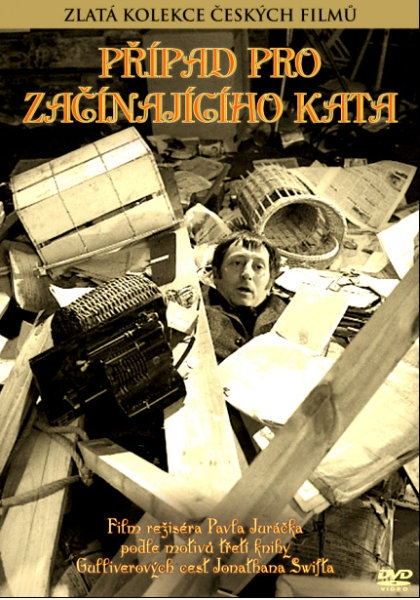 ZLATÁ KOLEKCE ČESKÝCH FILMŮ
PŘÍPAD PRO
ZAČÍNAJÍCÍHO KATA
Film režiséra Pavla Juráčka
podle motivů třetí knihy
Gulliverových cest Jonathana Swifta
DVD
VIDEO